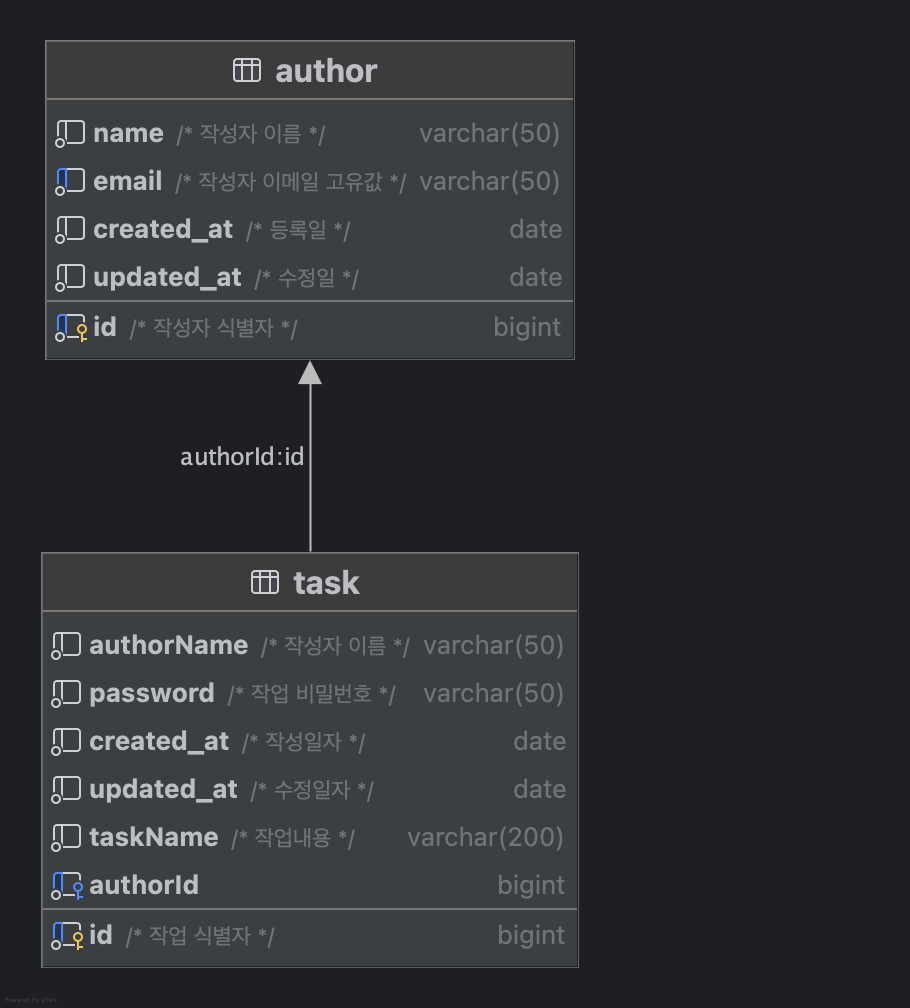 author
name /* 작성자 이름 */ varchar(50)
email /* 작성자 이메일 고유값 */ varchar(50)
created_at /* 등록일 */ date
updated_at /* 수정일 */ date
id /* 작성자 식별자 */ bigint
authorId:id
task
authorName /* 작성자 이름 */ varchar(50)
password /* 작업 비밀번호 */ varchar(50)
created_at /* 작성일자 */ date
updated_at /* 수정일자 */ date
taskName /* 작업내용 */ varchar(200)
authorId bigint
id /* 작업 식별자 */ bigint
Powered by yFiles